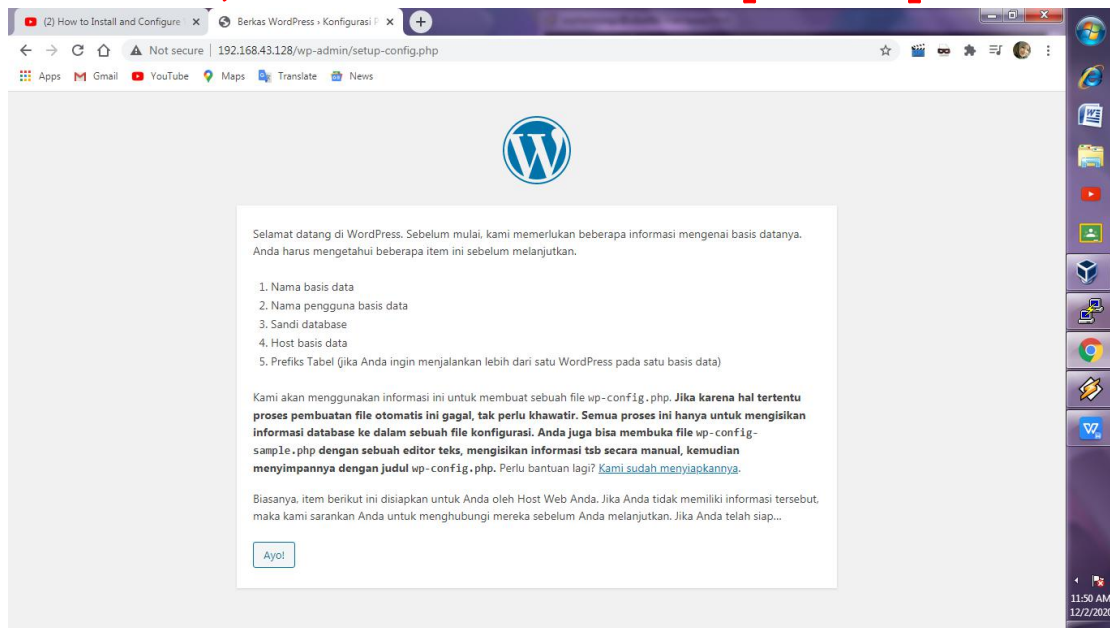 (2) How to Install and Configure
Berkas WordPress › Konfigurasi P
Not secure | 192.168.43.128/wp-admin/setup-config.php
Apps Gmail YouTube Maps Translate News
Selamat datang di WordPress. Sebelum mulai, kami memerlukan beberapa informasi mengenai basis datanya.
Anda harus mengetahui beberapa item ini sebelum melanjutkan.
1. Nama basis data
2. Nama pengguna basis data
3. Sandi database
4. Host basis data
5. Prefiks Tabel (jika Anda ingin menjalankan lebih dari satu WordPress pada satu basis data)
Kami akan menggunakan informasi ini untuk membuat sebuah file wp-config.php. Jika karena hal tertentu
proses pembuatan file otomatis ini gagal, tak perlu khawatir. Semua proses ini hanya untuk mengisikan
informasi database ke dalam sebuah file konfigurasi. Anda juga bisa membuka file wp-config-
sample.php dengan sebuah editor teks, mengisikan informasi tsb secara manual, kemudian
menyimpannya dengan judul wp-config.php. Perlu bantuan lagi? Kami sudah menyiapkannya.
Biasanya, item berikut ini disiapkan untuk Anda oleh Host Web Anda. Jika Anda tidak memiliki informasi tersebut,
maka kami sarankan Anda untuk menghubungi mereka sebelum Anda melanjutkan. Jika Anda telah siap...
Ayo!
11:50 AM
12/2/2020